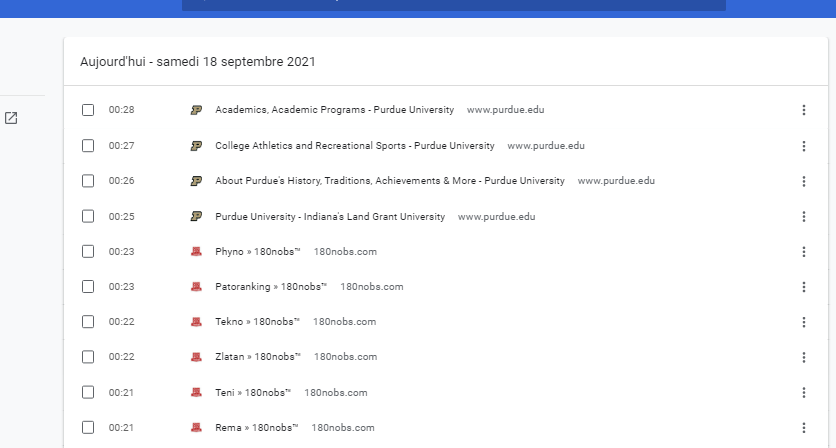 Aujourd'hui - samedi 18 septembre 2021
00:28 Academics, Academic Programs - Purdue University www.purdue.edu
00:27 College Athletics and Recreational Sports - Purdue University www.purdue.edu
00:26 About Purdue's History, Traditions, Achievements & More - Purdue University www.purdue.edu
00:25 Purdue University - Indiana's Land Grant University www.purdue.edu
00:23 Phyno » 180nobs™ 180nobs.com
00:23 Patoranking » 180nobs™ 180nobs.com
00:22 Tekno » 180nobs™ 180nobs.com
00:22 Zlatan » 180nobs™ 180nobs.com
00:21 Teni » 180nobs™ 180nobs.com
00:21 Rema » 180nobs™ 180nobs.com